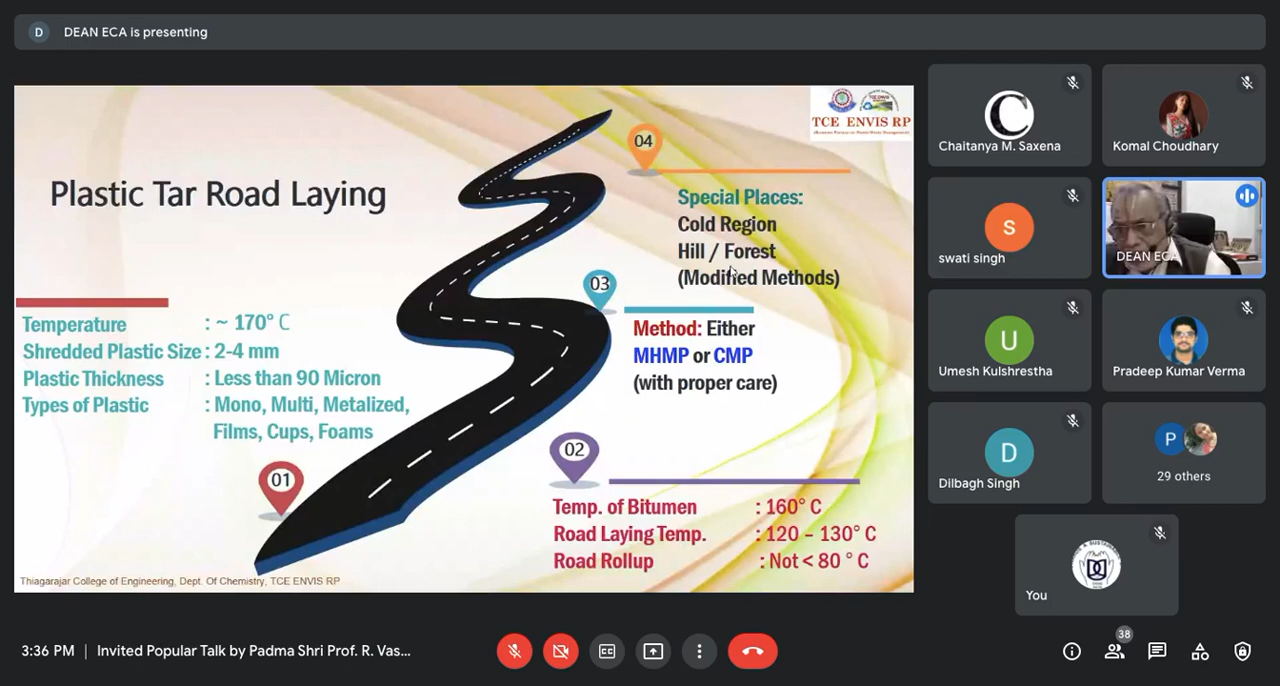 D
DEAN ECA is presenting
TCE ENVIS RP
Plastic Tar Road Laying
04
Special Places:
Cold Region
Hill / Forest
(Modified Methods)
03
Method: Either
MHMP or CMP
(with proper care)
Temperature : ~ 170° C
Shredded Plastic Size : 2-4 mm
Plastic Thickness : Less than 90 Micron
Types of Plastic : Mono, Multi, Metalized,
Films, Cups, Foams
01
02
Temp. of Bitumen : 160° C
Road Laying Temp. : 120 – 130° C
Road Rollup : Not < 80 ° C
Thiagarajar College of Engineering, Dept. Of Chemistry, TCE ENVIS RP
C
Chaitanya M. Saxena
Komal Choudhary
S
swati singh
DEAN ECA
U
Umesh Kulshrestha
Pradeep Kumar Verma
D
Dilbagh Singh
P
29 others
You
3:36 PM | Invited Popular Talk by Padma Shri Prof. R. Vas...
38